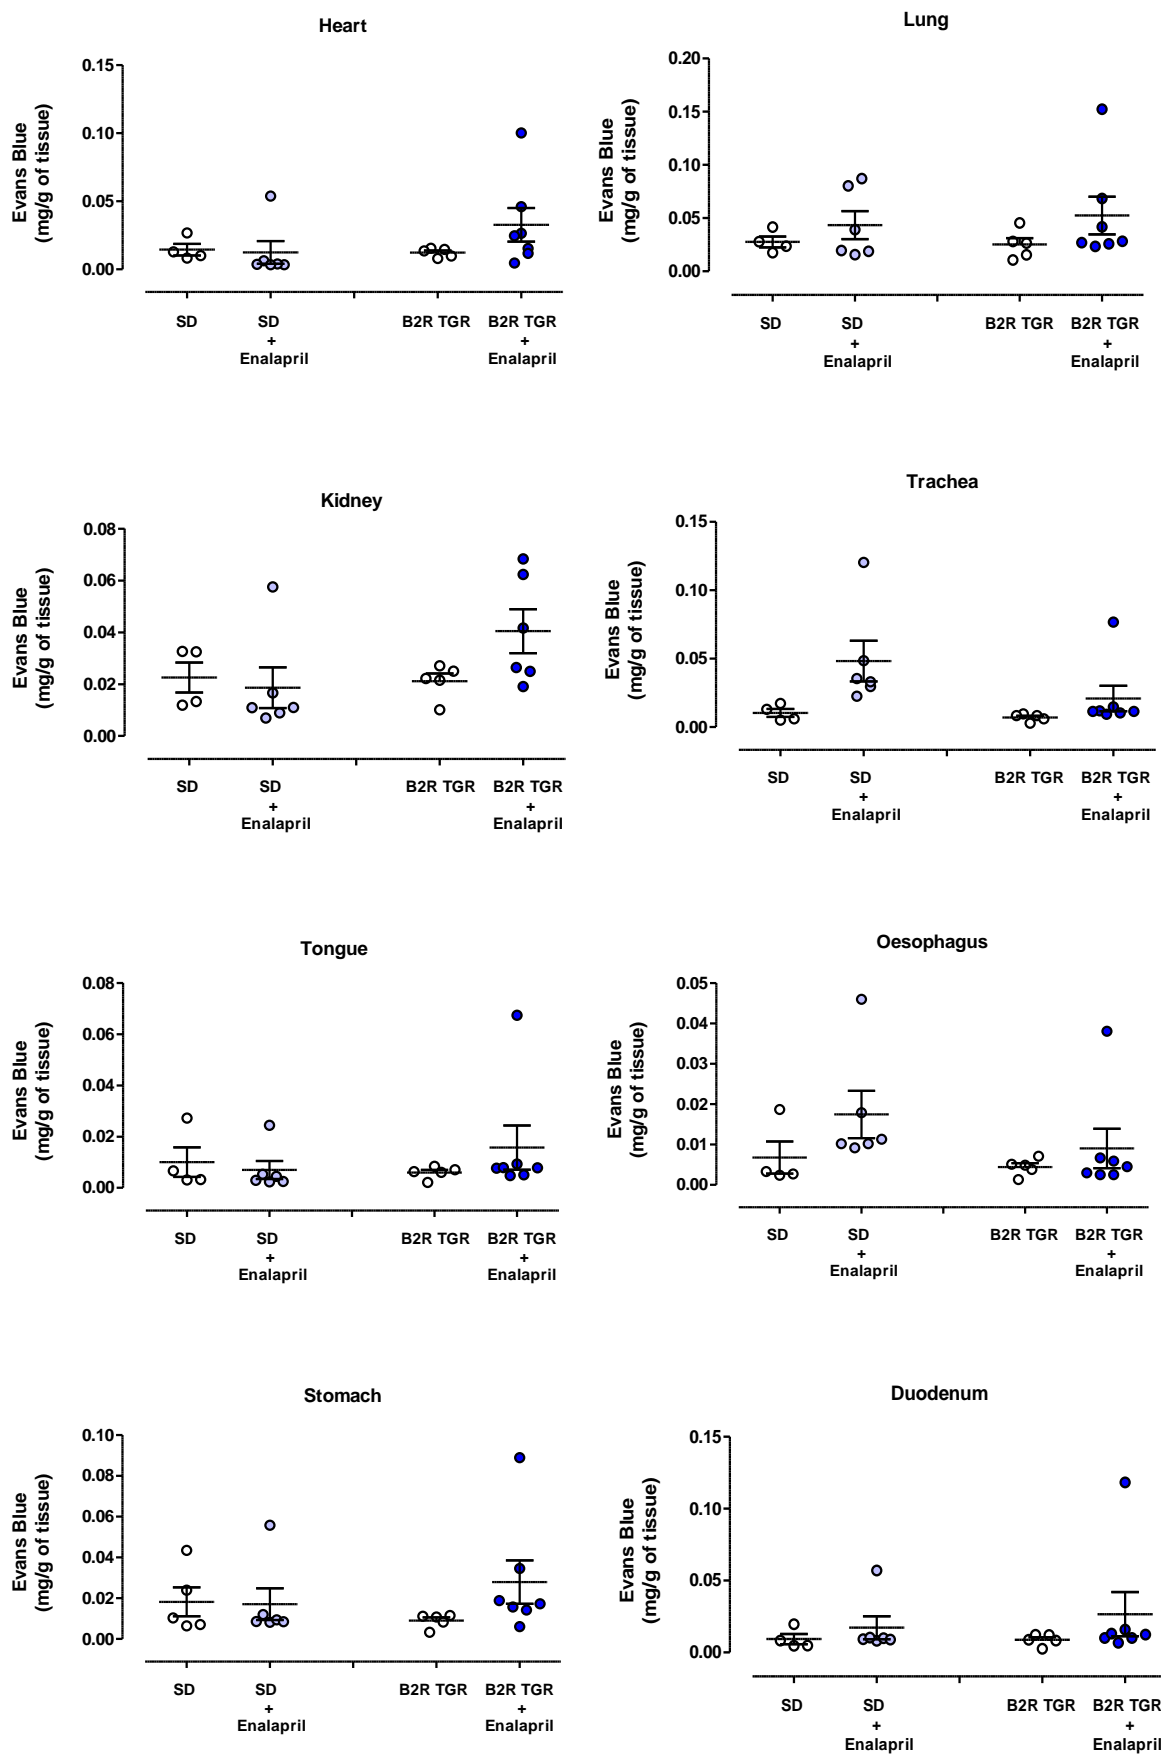 Heart
Evans Blue
(mg/g of tissue)
0.15
0.10
0.05
0.00
SD
SD
+
Enalapril
B2R TGR
B2R TGR
+
Enalapril
Lung
Evans Blue
(mg/g of tissue)
0.20
0.15
0.10
0.05
0.00
SD
SD
+
Enalapril
B2R TGR
B2R TGR
+
Enalapril
Kidney
Evans Blue
(mg/g of tissue)
0.08
0.06
0.04
0.02
0.00
SD
SD
+
Enalapril
B2R TGR
B2R TGR
+
Enalapril
Trachea
Evans Blue
(mg/g of tissue)
0.15
0.10
0.05
0.00
SD
SD
+
Enalapril
B2R TGR
B2R TGR
+
Enalapril
Tongue
Evans Blue
(mg/g of tissue)
0.08
0.06
0.04
0.02
0.00
SD
SD
+
Enalapril
B2R TGR
B2R TGR
+
Enalapril
Oesophagus
Evans Blue
(mg/g of tissue)
0.05
0.04
0.03
0.02
0.01
0.00
SD
SD
+
Enalapril
B2R TGR
B2R TGR
+
Enalapril
Stomach
Evans Blue
(mg/g of tissue)
0.10
0.08
0.06
0.04
0.02
0.00
SD
SD
+
Enalapril
B2R TGR
B2R TGR
+
Enalapril
Duodenum
Evans Blue
(mg/g of tissue)
0.15
0.10
0.05
0.00
SD
SD
+
Enalapril
B2R TGR
B2R TGR
+
Enalapril